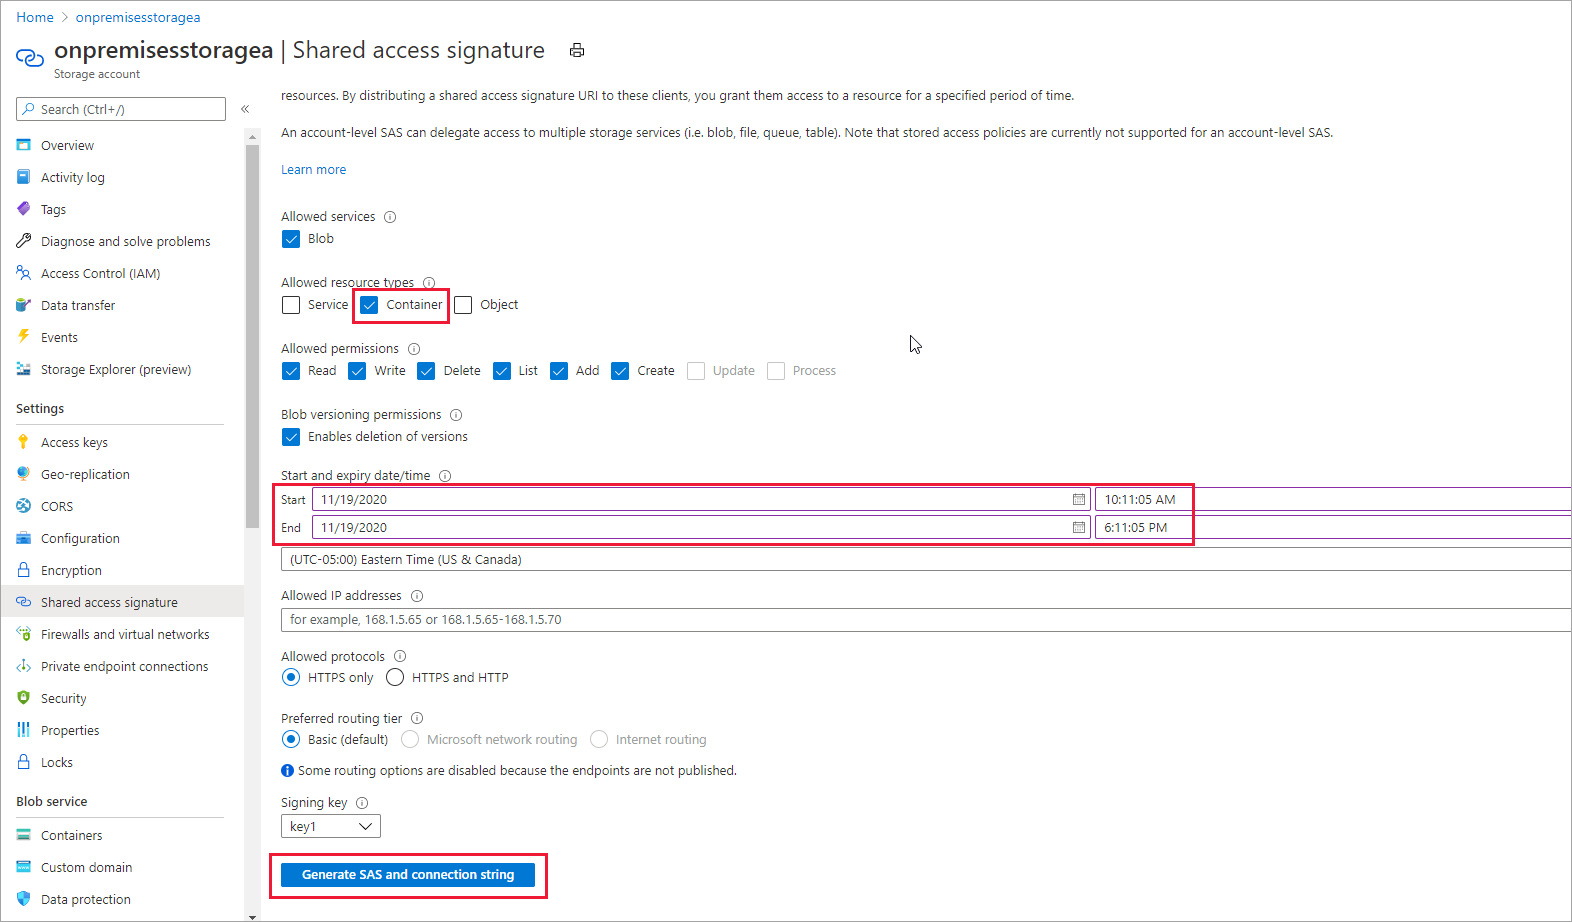 Home > onpremisesstoragea
onpremisesstoragea | Shared access signature
Storage account
Search (Ctrl+/)
«
Overview
Activity log
Tags
Diagnose and solve problems
Access Control (IAM)
Data transfer
Events
Storage Explorer (preview)
Settings
Access keys
Geo-replication
CORS
Configuration
Encryption
Shared access signature
Firewalls and virtual networks
Private endpoint connections
Security
Properties
Locks
Blob service
Containers
Custom domain
Data protection
resources. By distributing a shared access signature URI to these clients, you grant them access to a resource for a specified period of time.
An account-level SAS can delegate access to multiple storage services (i.e. blob, file, queue, table). Note that stored access policies are currently not supported for an account-level SAS.
Learn more
Allowed services
Blob
Allowed resource types
Service Container Object
Allowed permissions
Read Write Delete List Add Create Update Process
Blob versioning permissions
Enables deletion of versions
Start and expiry date/time
Start 11/19/2020 10:11:05 AM
End 11/19/2020 6:11:05 PM
(UTC-05:00) Eastern Time (US & Canada)
Allowed IP addresses
for example, 168.1.5.65 or 168.1.5.65-168.1.5.70
Allowed protocols
HTTPS only HTTPS and HTTP
Preferred routing tier
Basic (default) Microsoft network routing Internet routing
Some routing options are disabled because the endpoints are not published.
Signing key
key1
Generate SAS and connection string